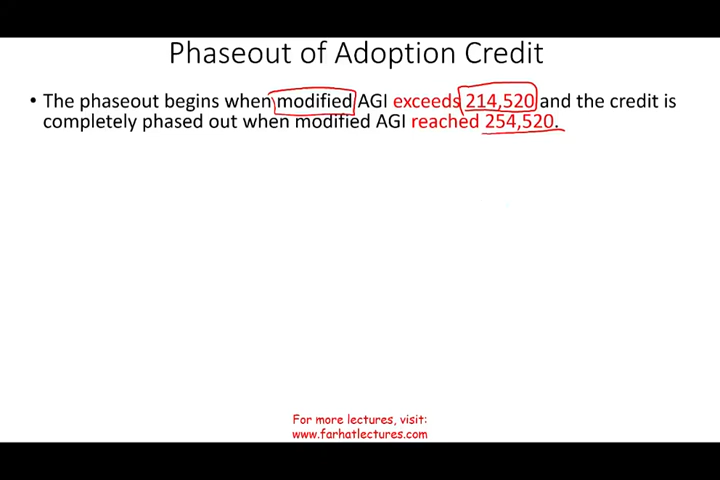 Phaseout of Adoption Credit
• The phaseout begins when modified AGI exceeds 214,520 and the credit is
completely phased out when modified AGI reached 254,520.
For more lectures, visit:
www.farhatlectures.com